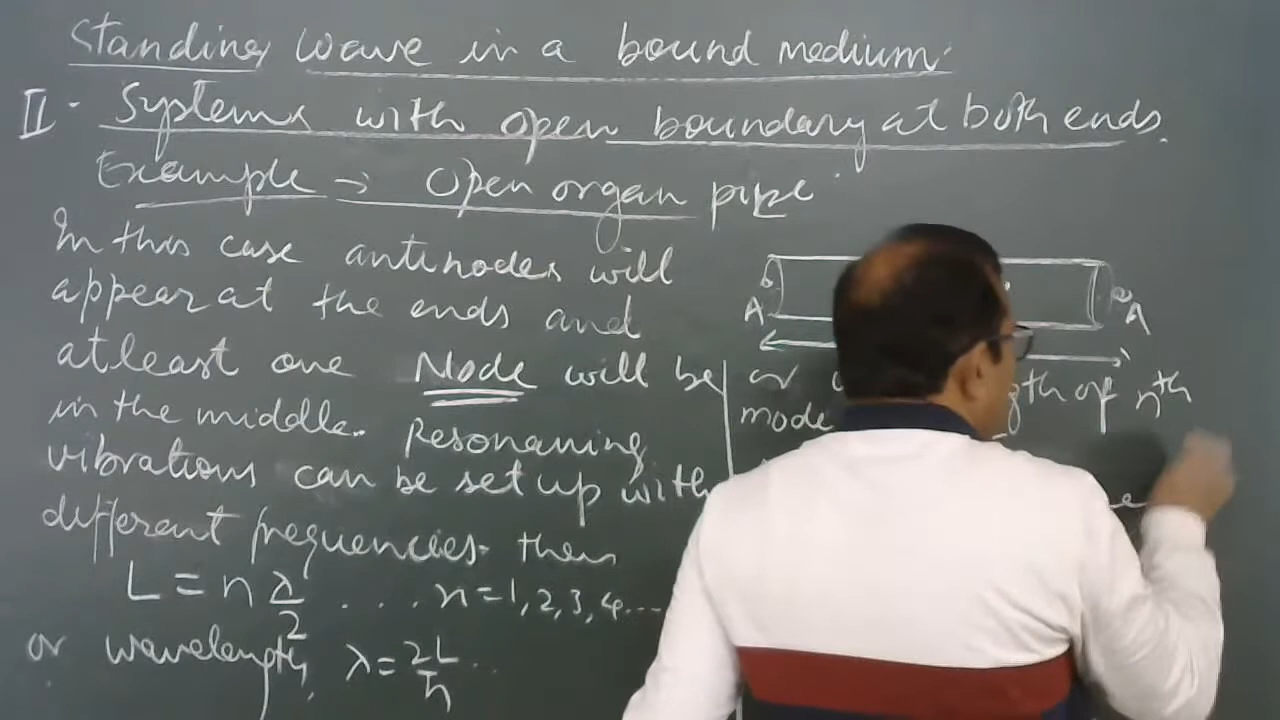 Standing wave in a bound medium.
II. Systems with open boundary at both ends.
Example → Open organ pipe
In this case antinodes will
appear at the ends and
atleast one Node will be
in the middle. Resonaning
vibrations can be set up with
different frequencies. then
L = n λ/2 .... n = 1, 2, 3, 4....
or wavelength, λ = 2L/n ..
A A
or of nth
mode